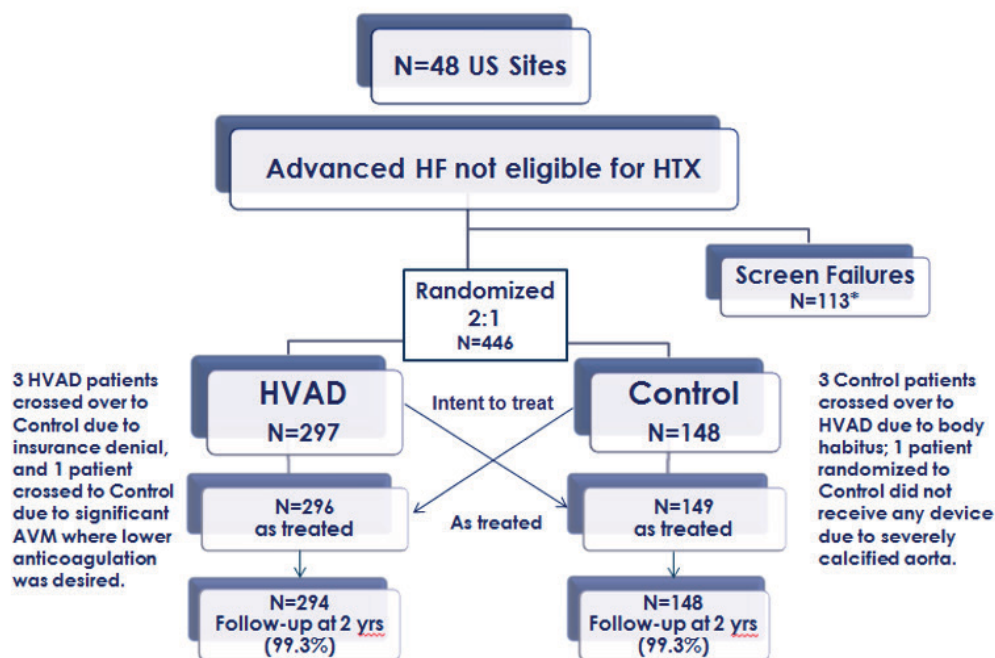 N=48 US Sites
Advanced HF not eligible for HTX
Screen Failures
N=113*
Randomized
2:1
N=446
3 HVAD patients
crossed over to
Control due to
insurance denial,
and 1 patient
crossed to Control
due to significant
AVM where lower
anticoagulation
was desired.
HVAD
N=297
Intent to treat
Control
N=148
3 Control patients
crossed over to
HVAD due to body
habitus; 1 patient
randomized to
Control did not
receive any device
due to severely
calcified aorta.
N=296
as treated
As treated
N=149
as treated
N=294
Follow-up at 2 yrs
(99.3%)
N=148
Follow-up at 2 yrs
(99.3%)